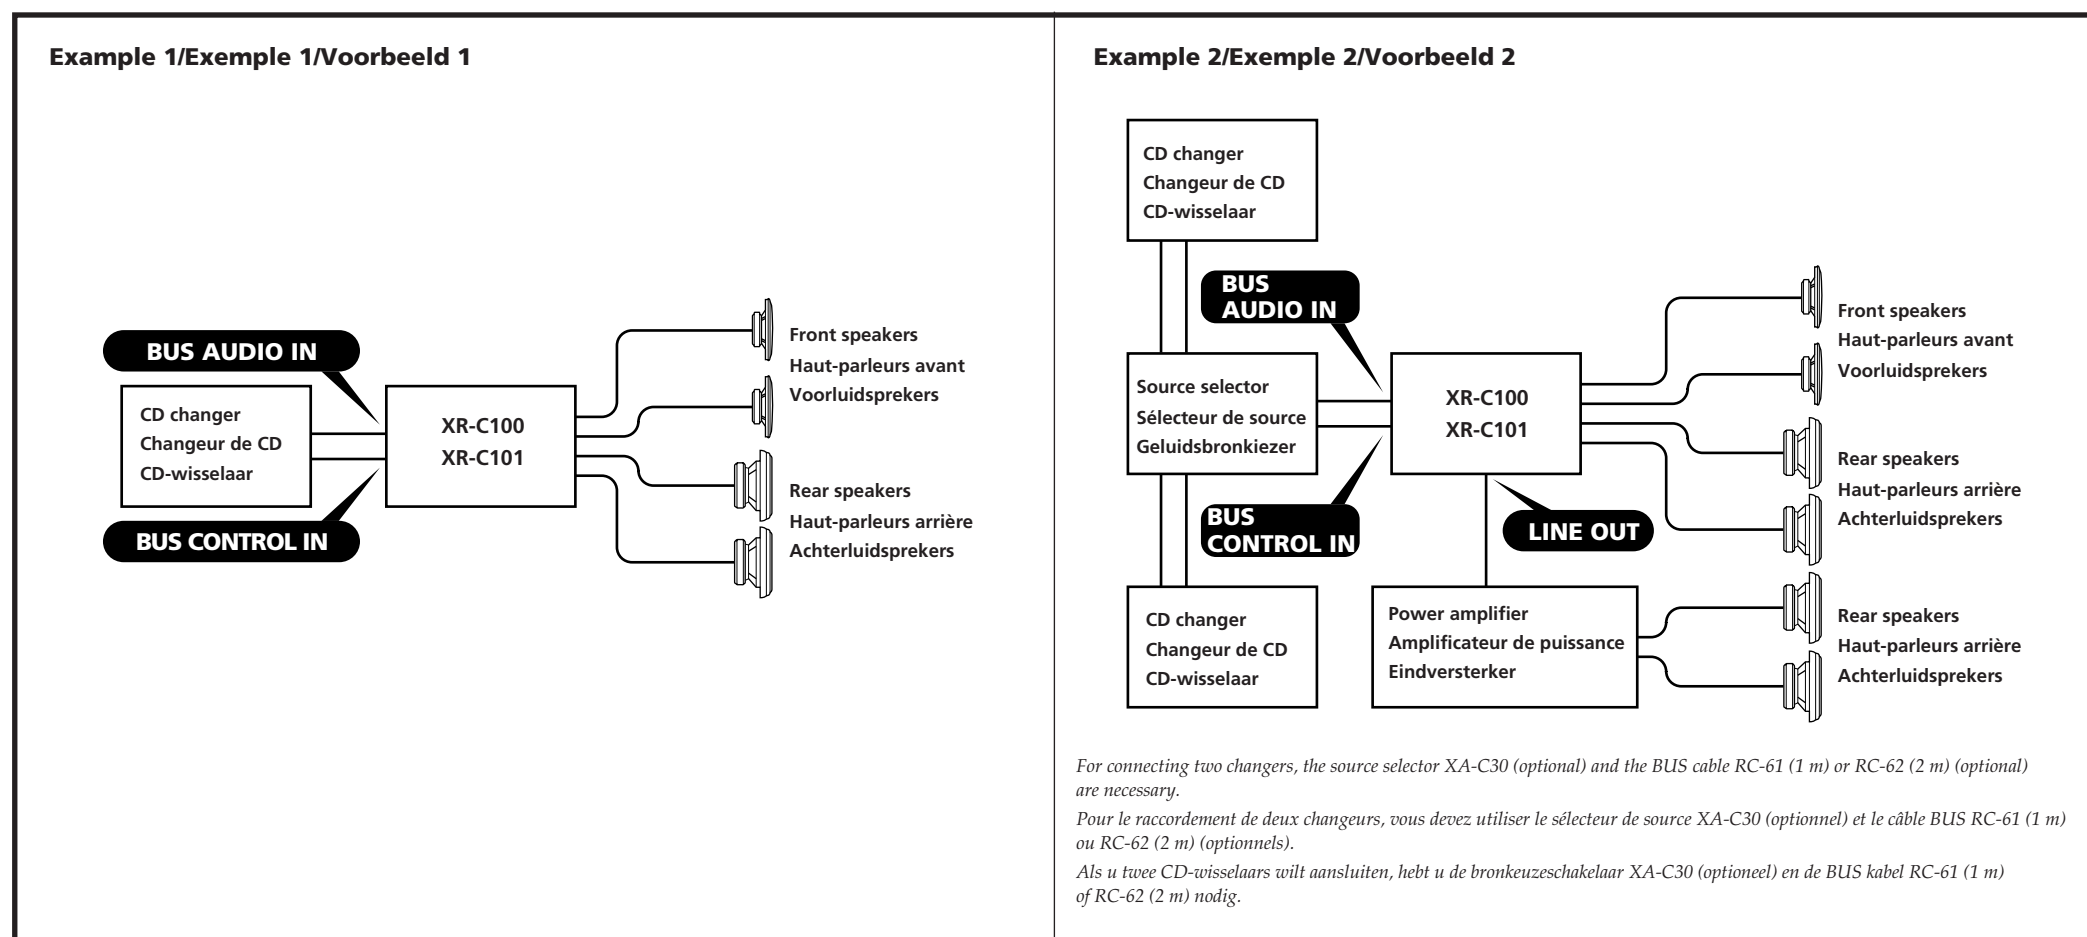 Example 1/Exemple 1/Voorbeeld 1
BUS AUDIO IN
CD changer
Changeur de CD
CD-wisselaar
BUS CONTROL IN
XR-C100
XR-C101
Front speakers
Haut-parleurs avant
Voorluidsprekers
Rear speakers
Haut-parleurs arrière
Achterluidsprekers
Example 2/Exemple 2/Voorbeeld 2
CD changer
Changeur de CD
CD-wisselaar
BUS
AUDIO IN
Source selector
Sélecteur de source
Geluidsbronkiezer
XR-C100
XR-C101
BUS
CONTROL IN
LINE OUT
Front speakers
Haut-parleurs avant
Voorluidsprekers
Rear speakers
Haut-parleurs arrière
Achterluidsprekers
CD changer
Changeur de CD
CD-wisselaar
Power amplifier
Amplificateur de puissance
Eindversterker
Rear speakers
Haut-parleurs arrière
Achterluidsprekers
For connecting two changers, the source selector XA-C30 (optional) and the BUS cable RC-61 (1 m) or RC-62 (2 m) (optional)
are necessary.
Pour le raccordement de deux changeurs, vous devez utiliser le sélecteur de source XA-C30 (optionnel) et le câble BUS RC-61 (1 m)
ou RC-62 (2 m) (optionnels).
Als u twee CD-wisselaars wilt aansluiten, hebt u de bronkeuzeschakelaar XA-C30 (optioneel) en de BUS kabel RC-61 (1 m)
of RC-62 (2 m) nodig.